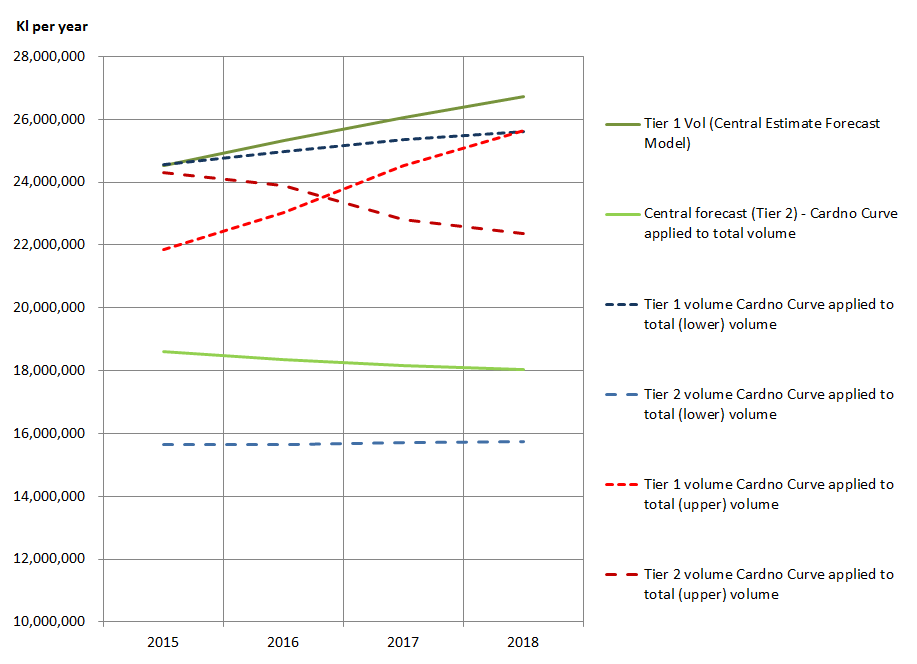 Kl per year
28,000,000
26,000,000
24,000,000
22,000,000
20,000,000
18,000,000
16,000,000
14,000,000
12,000,000
10,000,000
2015
2016
2017
2018
Tier 1 Vol (Central Estimate Forecast
Model)
Central forecast (Tier 2) - Cardno Curve
applied to total volume
Tier 1 volume Cardno Curve applied to
total (lower) volume
Tier 2 volume Cardno Curve applied to
total (lower) volume
Tier 1 volume Cardno Curve applied to
total (upper) volume
Tier 2 volume Cardno Curve applied to
total (upper) volume